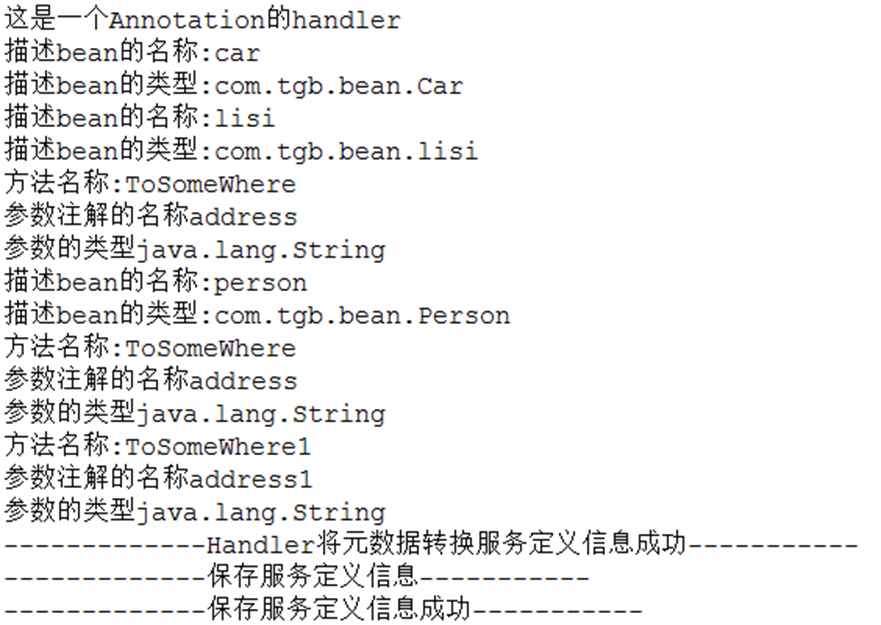 这是一个Annotation的handler
描述bean的名称:car
描述bean的类型:com.tgb.bean.Car
描述bean的名称:lisi
描述bean的类型:com.tgb.bean.lisi
方法名称:ToSomeWhere
参数注解的名称address
参数的类型java.lang.String
描述bean的名称:person
描述bean的类型:com.tgb.bean.Person
方法名称:ToSomeWhere
参数注解的名称address
参数的类型java.lang.String
方法名称:ToSomeWhere1
参数注解的名称address1
参数的类型java.lang.String
-------------Handler将元数据转换服务定义信息成功-----------
-------------保存服务定义信息-----------
-------------保存服务定义信息成功-----------